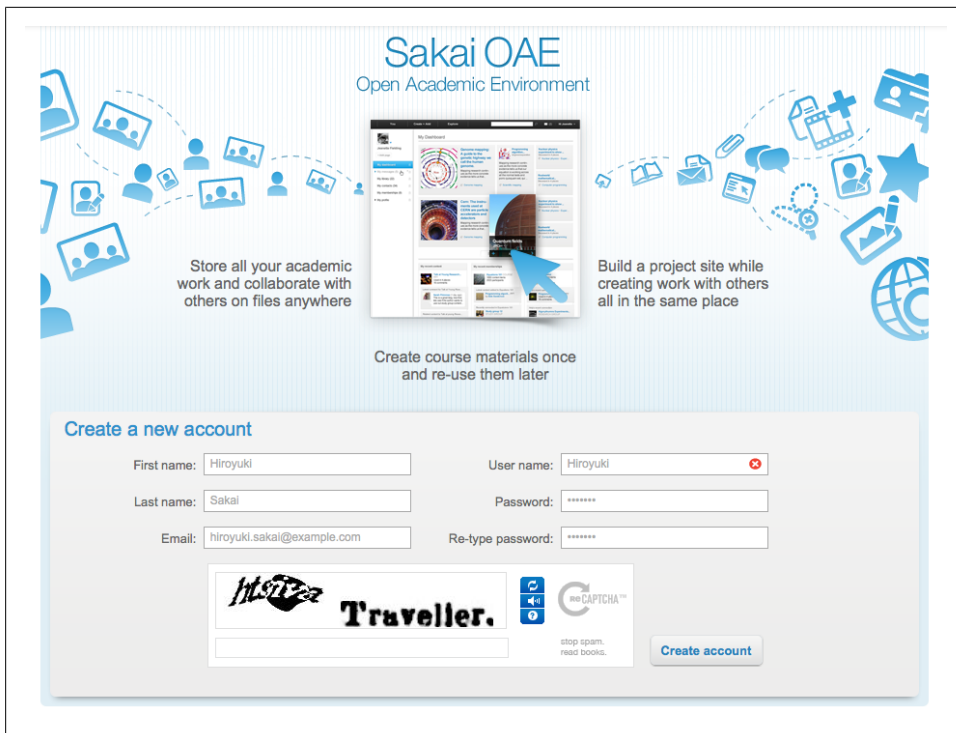 Sakai OAE
Open Academic Environment
My Dashboard
Store all your academic
work and collaborate with
others on files anywhere
Build a project site while
creating work with others
all in the same place
Create course materials once
and re-use them later
Create a new account
First name: Hiroyuki
User name: Hiroyuki
Last name: Sakai
Password: •••••••
Email: hiroyuki.sakai@example.com
Re-type password: •••••••
Traveller.
reCAPTCHA™
stop spam.
read books.
Create account